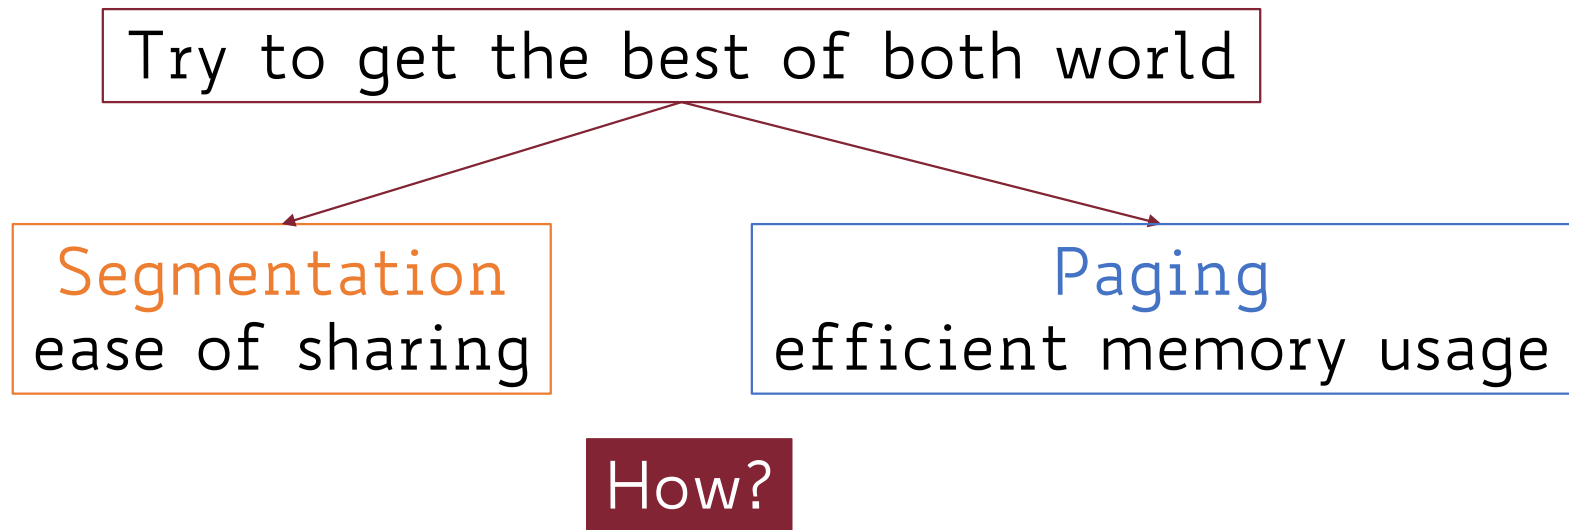 Try to get the best of both world
Segmentation
ease of sharing
Paging
efficient memory usage
How?